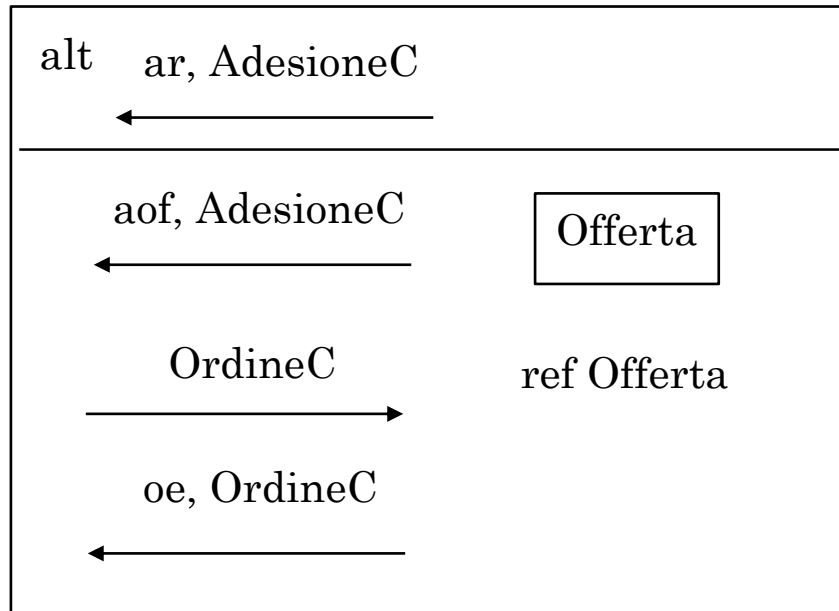 alt
ar, AdesioneC
aof, AdesioneC
Offerta
OrdineC
ref Offerta
oe, OrdineC